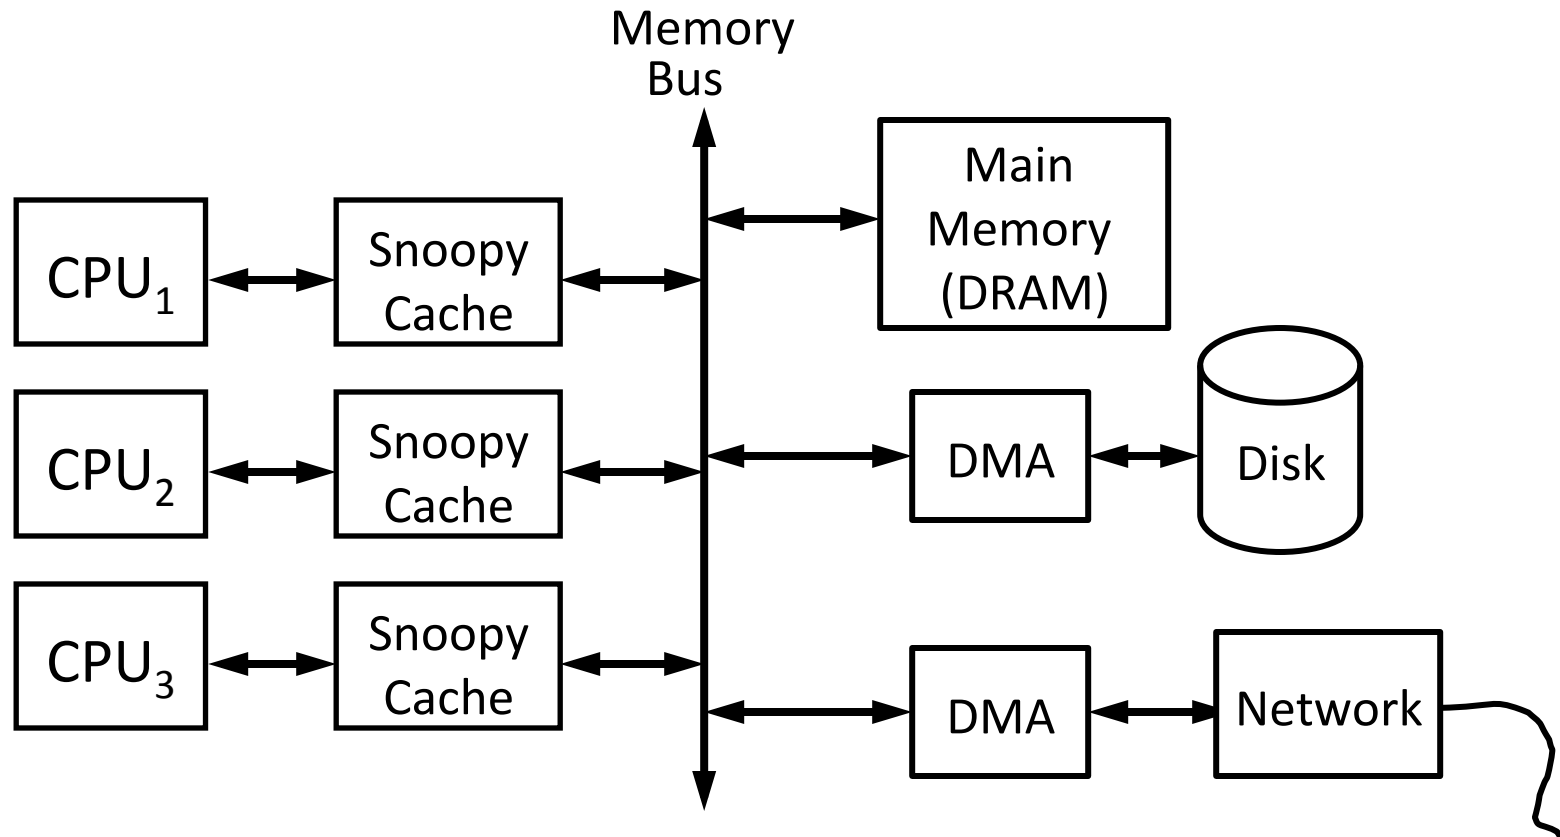 Memory
Bus
Main
Memory
(DRAM)
CPU1
Snoopy
Cache
CPU2
Snoopy
Cache
DMA
Disk
CPU3
Snoopy
Cache
DMA
Network